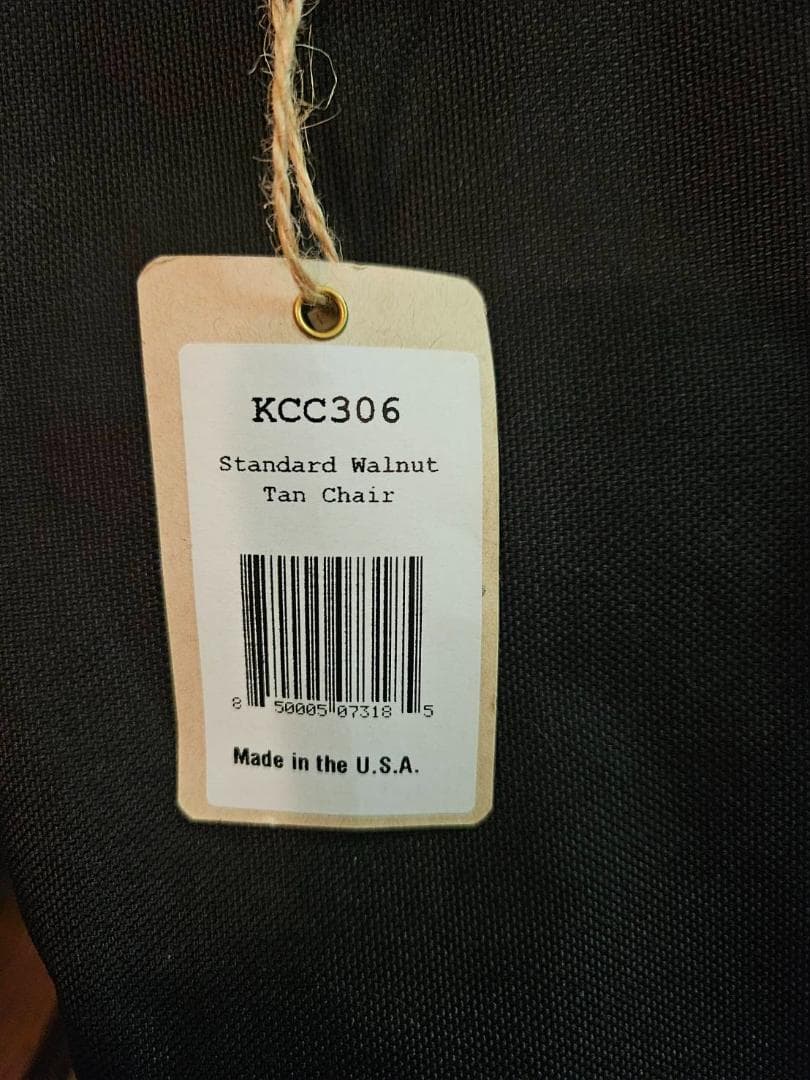 KCC306
Standard Walnut
Tan Chair
8 50005 07318 5
Made in the U.S.A.